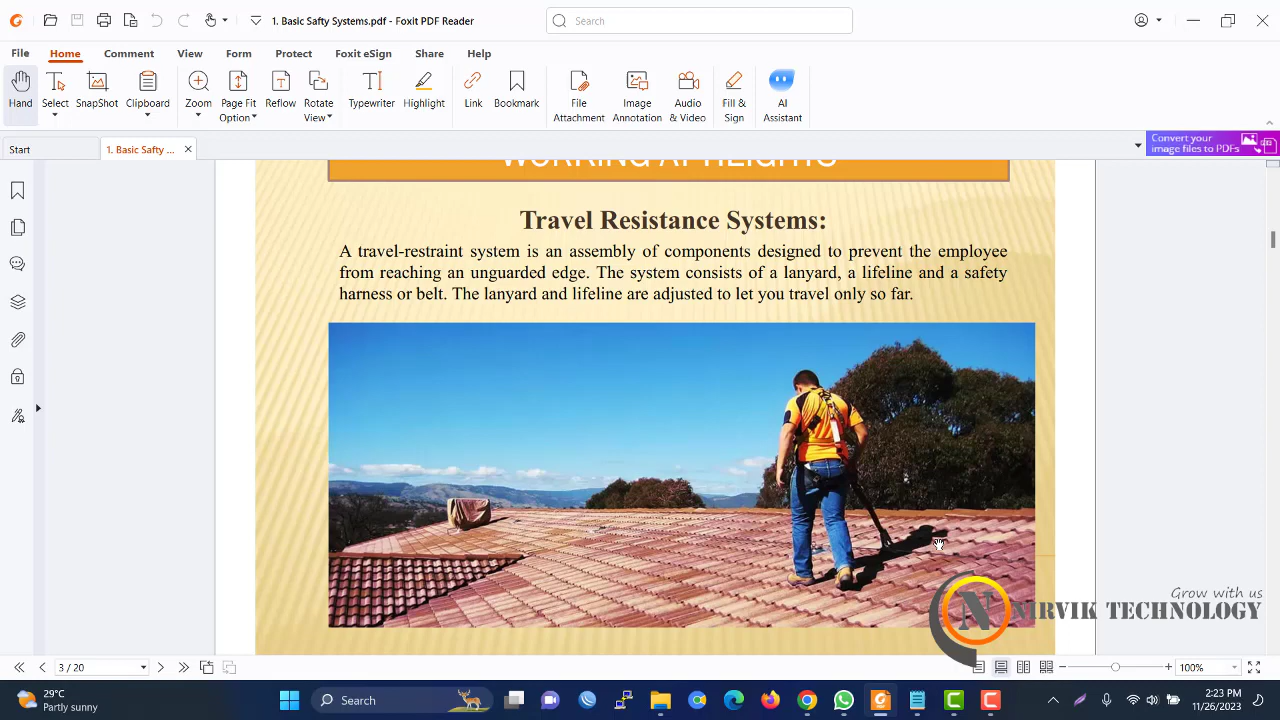 1. Basic Safty Systems.pdf - Foxit PDF Reader
Search
File Home Comment View Form Protect Foxit eSign Share Help
Hand Select SnapShot Clipboard Zoom Page Fit Option Reflow Rotate View Typewriter Highlight Link Bookmark File Attachment Image Annotation Audio & Video Fill & Sign AI Assistant
Start
1. Basic Safty ...
Convert your
image files to PDFs
WORKING AT HEIGHTS
Travel Resistance Systems:
A travel-restraint system is an assembly of components designed to prevent the employee
from reaching an unguarded edge. The system consists of a lanyard, a lifeline and a safety
harness or belt. The lanyard and lifeline are adjusted to let you travel only so far.
Grow with us
N
NIRVIK TECHNOLOGY
3 / 20
100%
29°C
Partly sunny
Search
2:23 PM
11/26/2023